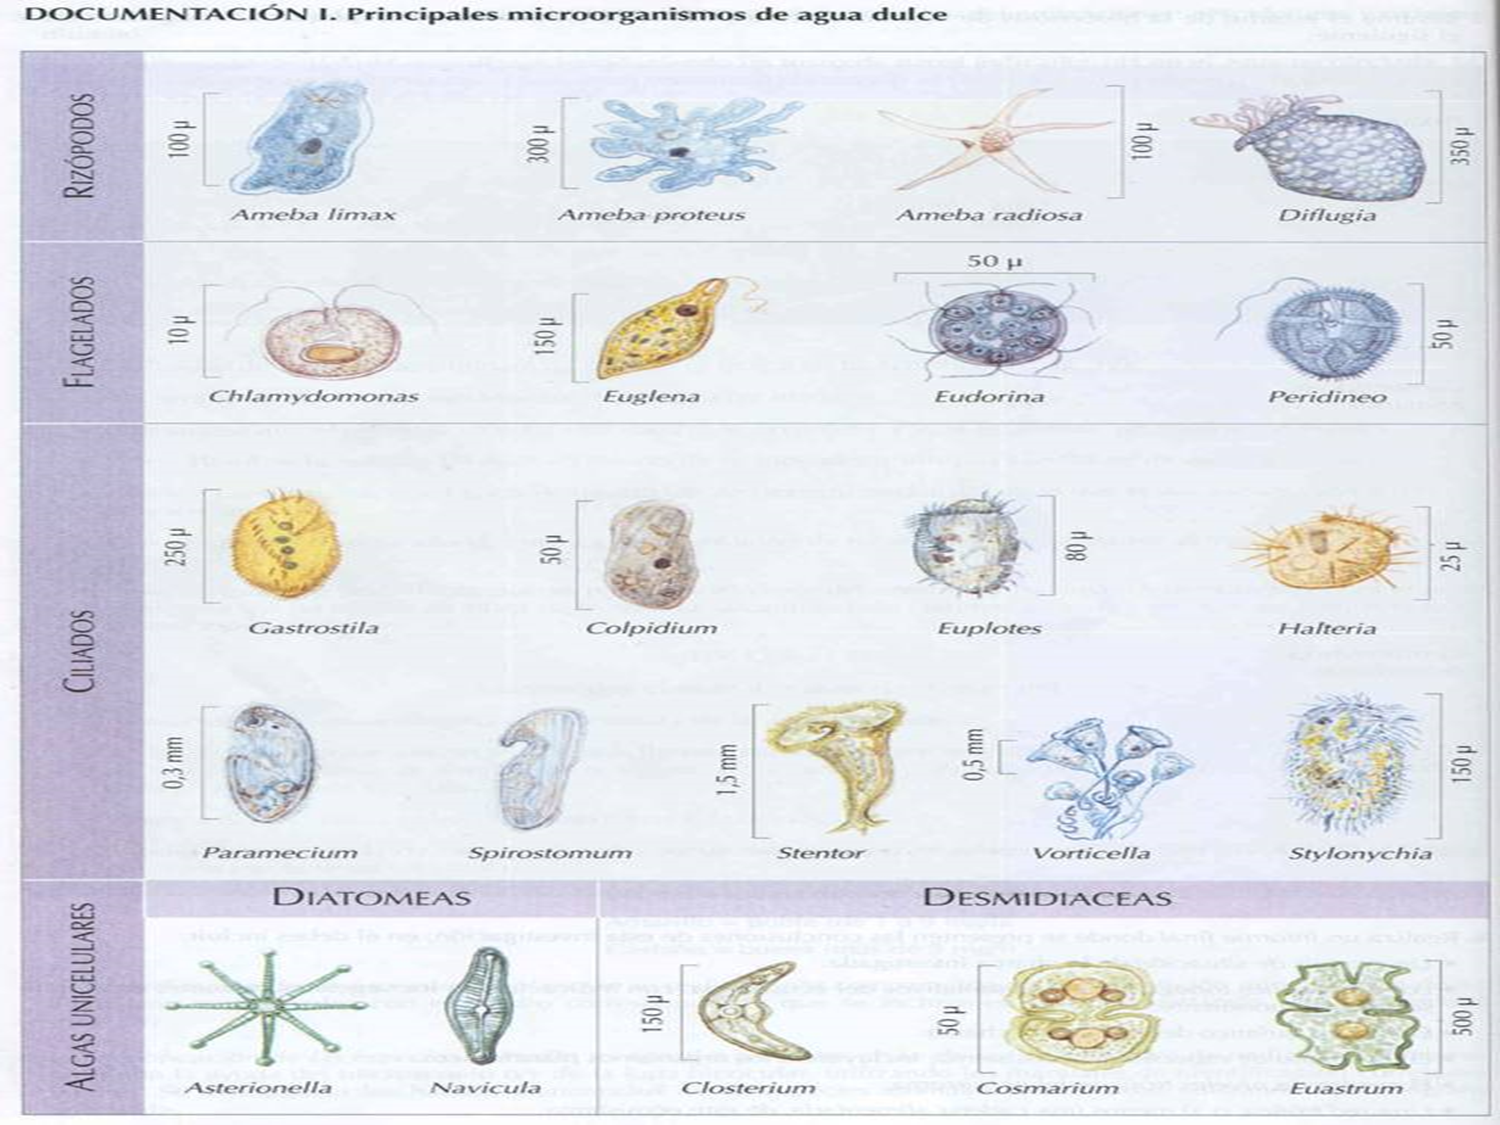 DOCUMENTACIÓN I. Principales microorganismos de agua dulce
RIZÓPODOS
100 µ
300 µ
100 µ
350 µ
Ameba limax
Ameba proteus
Ameba radiosa
Diflugia
FLAGELADOS
10 µ
150 µ
50 µ
50 µ
Chlamydomonas
Euglena
Eudorina
Peridineo
CILIADOS
250 µ
50 µ
80 µ
25 µ
Gastrostila
Colpidium
Euplotes
Halteria
0,3 mm
1,5 mm
0,5 mm
150 µ
Paramecium
Spirostomum
Stentor
Vorticella
Stylonychia
ALGAS UNICELULARES
DIATOMEAS
DESMIDIACEAS
150 µ
50 µ
500 µ
Asterionella
Navicula
Closterium
Cosmarium
Euastrum